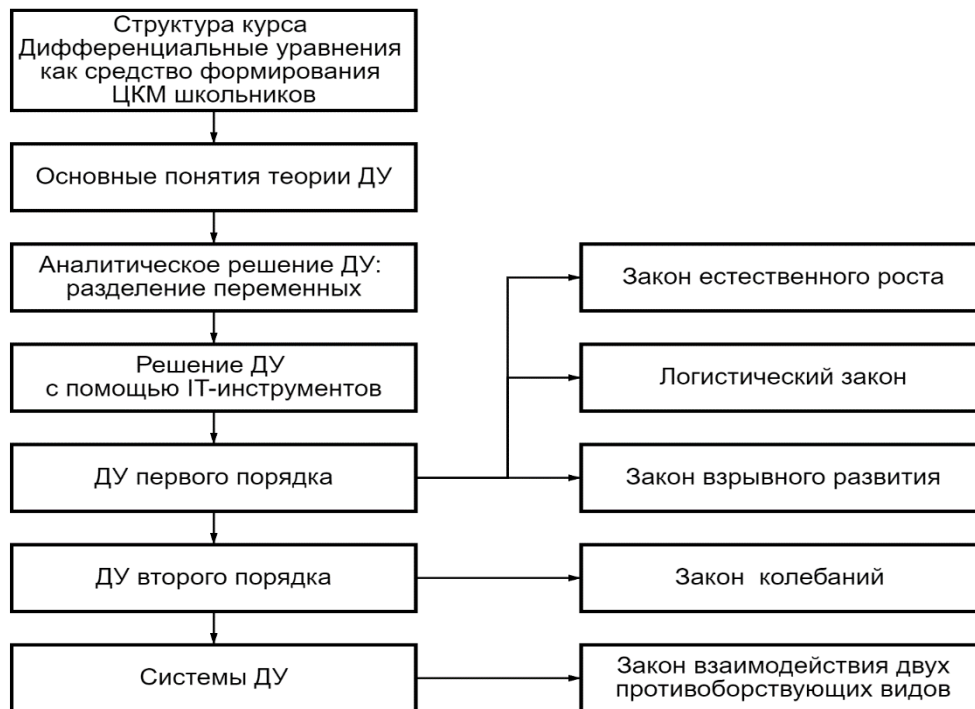 Структура курса
Дифференциальные уравнения
как средство формирования
ЦКМ школьников
Основные понятия теории ДУ
Аналитическое решение ДУ:
разделение переменных
Решение ДУ
с помощью IT-инструментов
ДУ первого порядка
ДУ второго порядка
Системы ДУ
Закон естественного роста
Логистический закон
Закон взрывного развития
Закон колебаний
Закон взаимодействия двух
противоборствующих видов